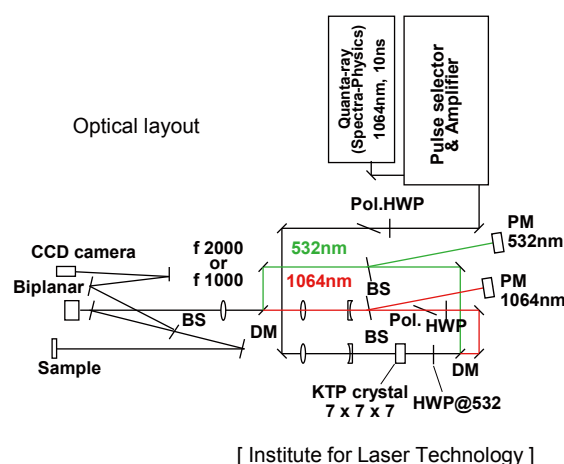 Quanta-ray
(Spectra-Physics)
1064nm, 10ns
Pulse selector
& Amplifier
Optical layout
Pol.HWP
PM
532nm
f 2000
or
f 1000
532nm
CCD camera
1064nm
PM
1064nm
Biplanar
BS
Pol.
HWP
BS
DM
BS
Sample
DM
KTP crystal
7 x 7 x 7
HWP@532
[ Institute for Laser Technology ]